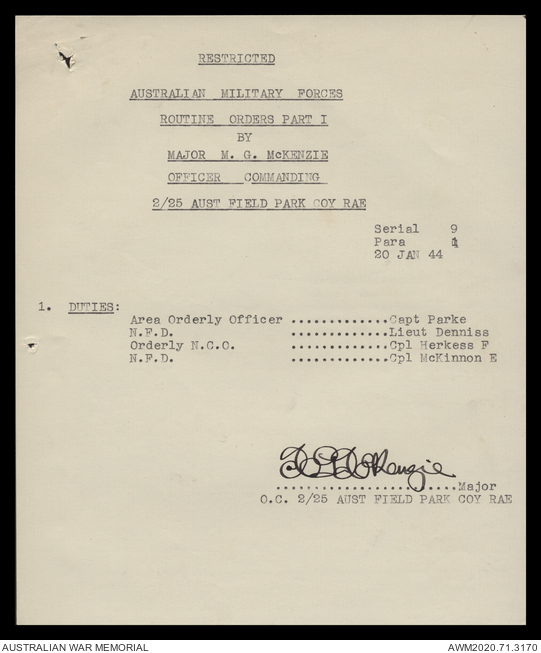 RESTRICTED
AUSTRALIAN MILITARY FORCES
ROUTINE ORDERS PART I
BY
MAJOR M. G. McKENZIE
OFFICER COMMANDING
2/25 AUST FIELD PARK COY RAE
Serial 9
Para 1
20 JAN 44
1. DUTIES:
Area Orderly Officer .............Capt Parke
N.F.D. .............Lieut Denniss
Orderly N.C.O. .............Cpl Herkess F
N.F.D. .............Cpl McKinnon E
McKenzie
........................Major
O.C. 2/25 AUST FIELD PARK COY RAE
AUSTRALIAN WAR MEMORIAL AWM2020.71.3170